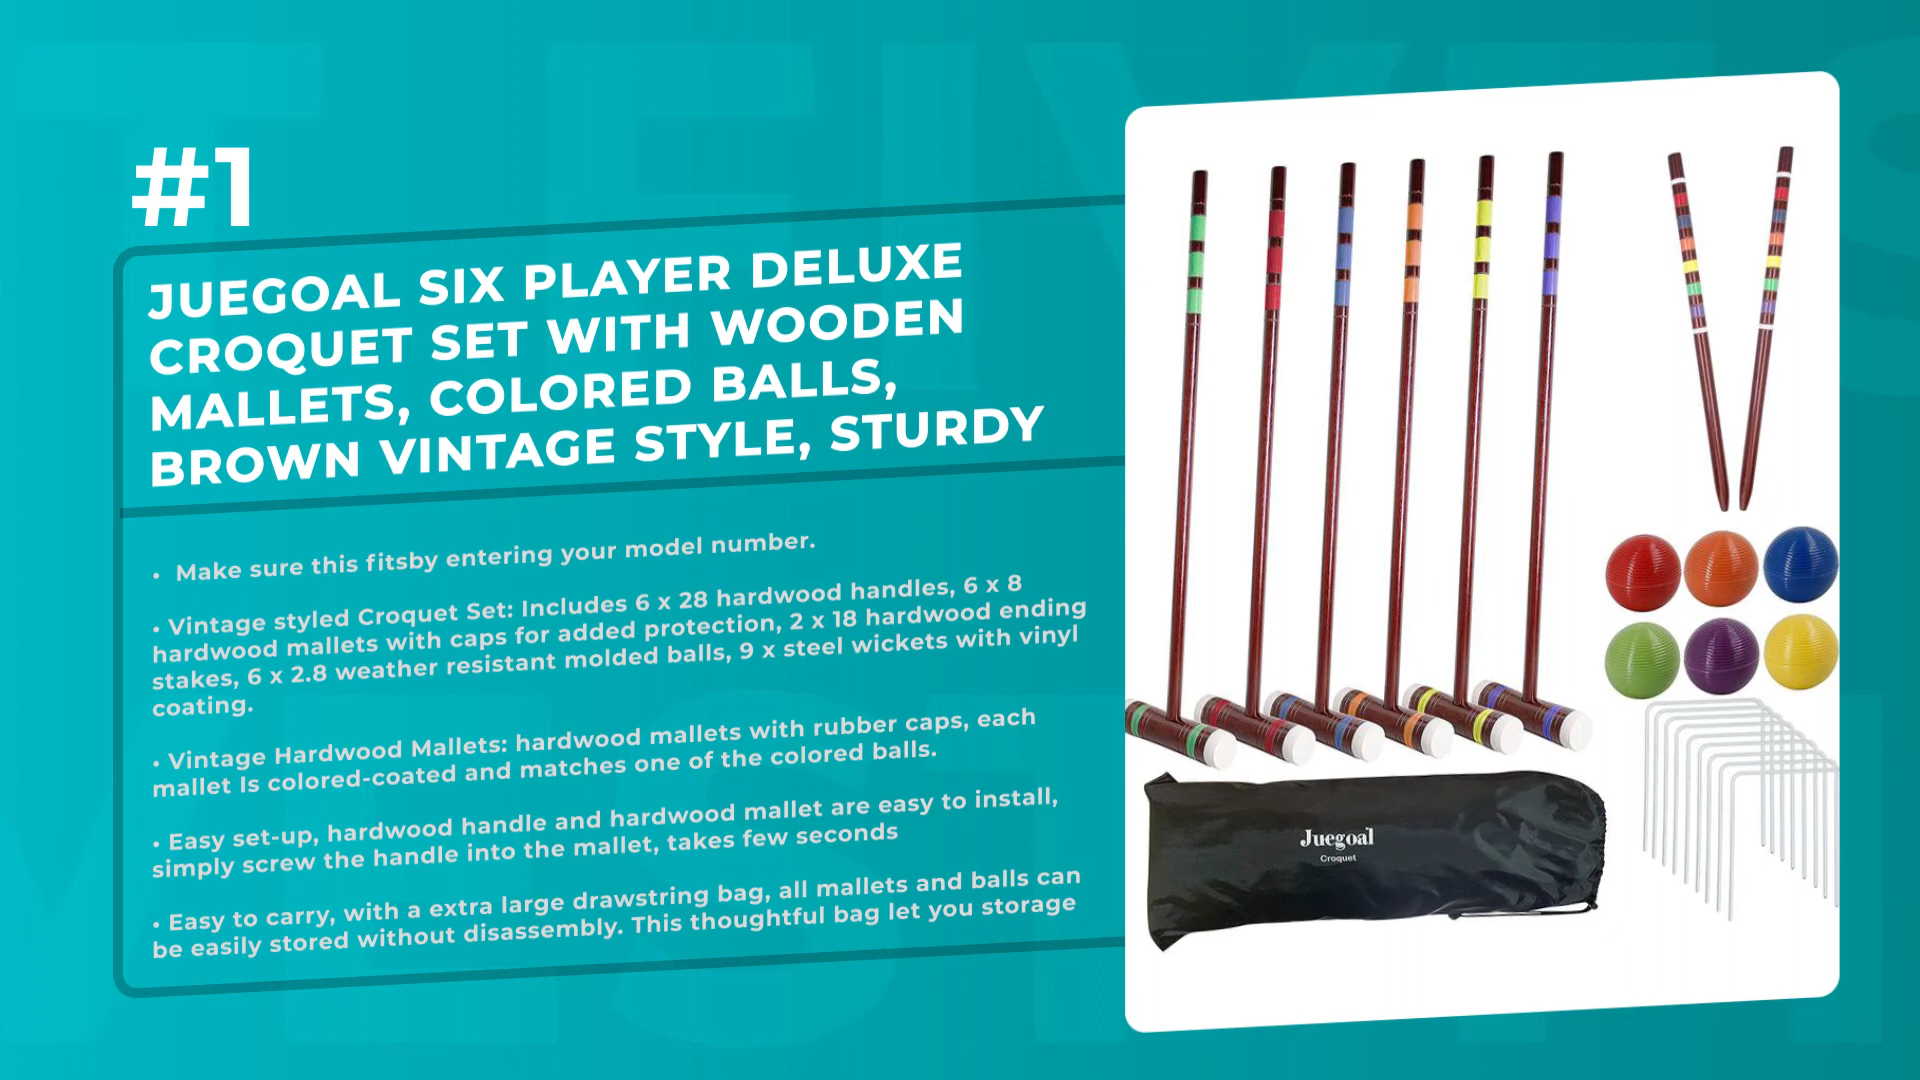 #1
JUEGOAL SIX PLAYER DELUXE
CROQUET SET WITH WOODEN
MALLETS, COLORED BALLS,
BROWN VINTAGE STYLE, STURDY
• Make sure this fitsby entering your model number.
• Vintage styled Croquet Set: Includes 6 x 28 hardwood handles, 6 x 8
hardwood mallets with caps for added protection, 2 x 18 hardwood ending
stakes, 6 x 2.8 weather resistant molded balls, 9 x steel wickets with vinyl
coating.
• Vintage Hardwood Mallets: hardwood mallets with rubber caps, each
mallet Is colored-coated and matches one of the colored balls.
• Easy set-up, hardwood handle and hardwood mallet are easy to install,
simply screw the handle into the mallet, takes few seconds
• Easy to carry, with a extra large drawstring bag, all mallets and balls can
be easily stored without disassembly. This thoughtful bag let you storage
Juegoal
Croquet